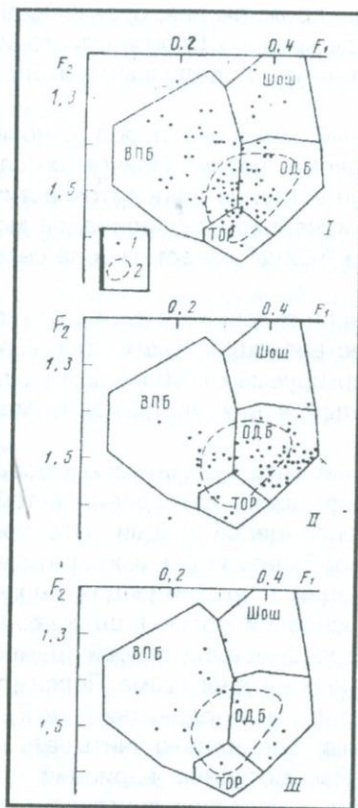 0.2 0.4 F₁
F₂
Шош
1,3
ВПБ
ОДБ
1,5
ТОР
I
1
2
0,2 0,4 F₁
F₂
Шош
1,3
ВПБ
ОДБ
1,5
ТОР
II
0,2 0,4 F₁
F₂
Шош
1,3
ВПБ
ОДБ
,5
ТОР
III